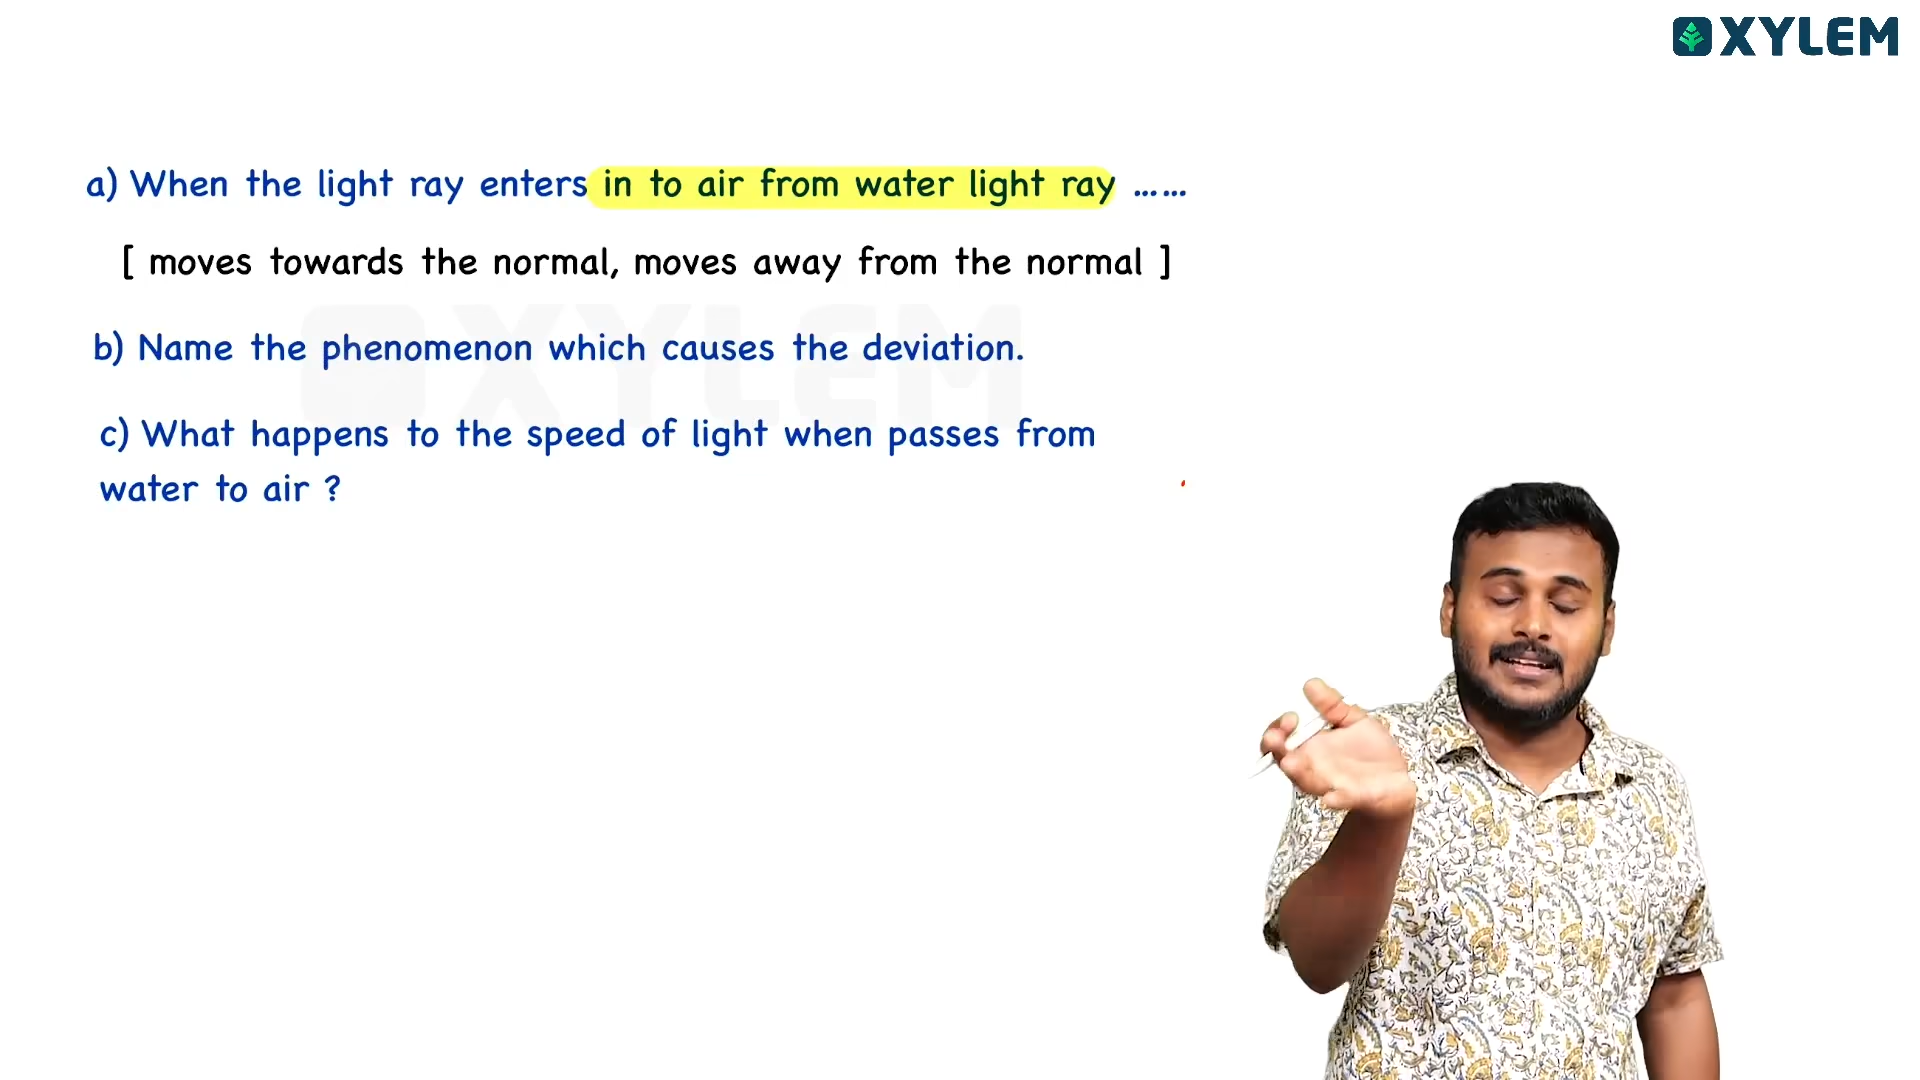 XYLEM
a) When the light ray enters in to air from water light ray ......
[ moves towards the normal, moves away from the normal ]
XYLEM
b) Name the phenomenon which causes the deviation.
c) What happens to the speed of light when passes from
water to air ?